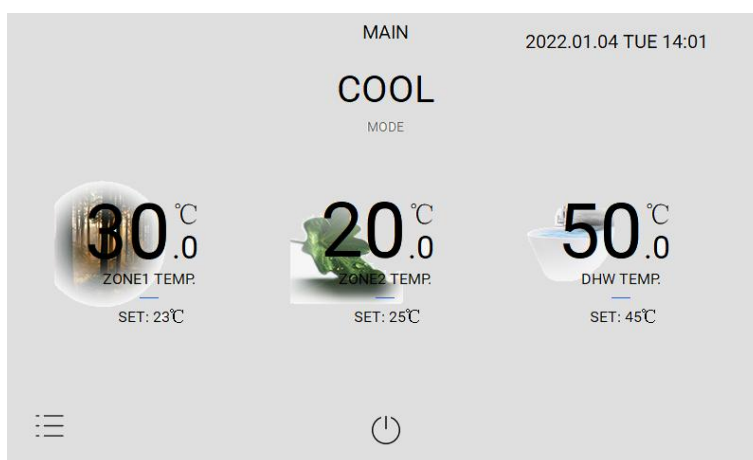 MAIN
2022.01.04 TUE 14:01
COOL
MODE
30.0℃
20.0℃
50.0℃
ZONE1 TEMP.
ZONE2 TEMP.
DHW TEMP.
SET: 23℃
SET: 25℃
SET: 45℃